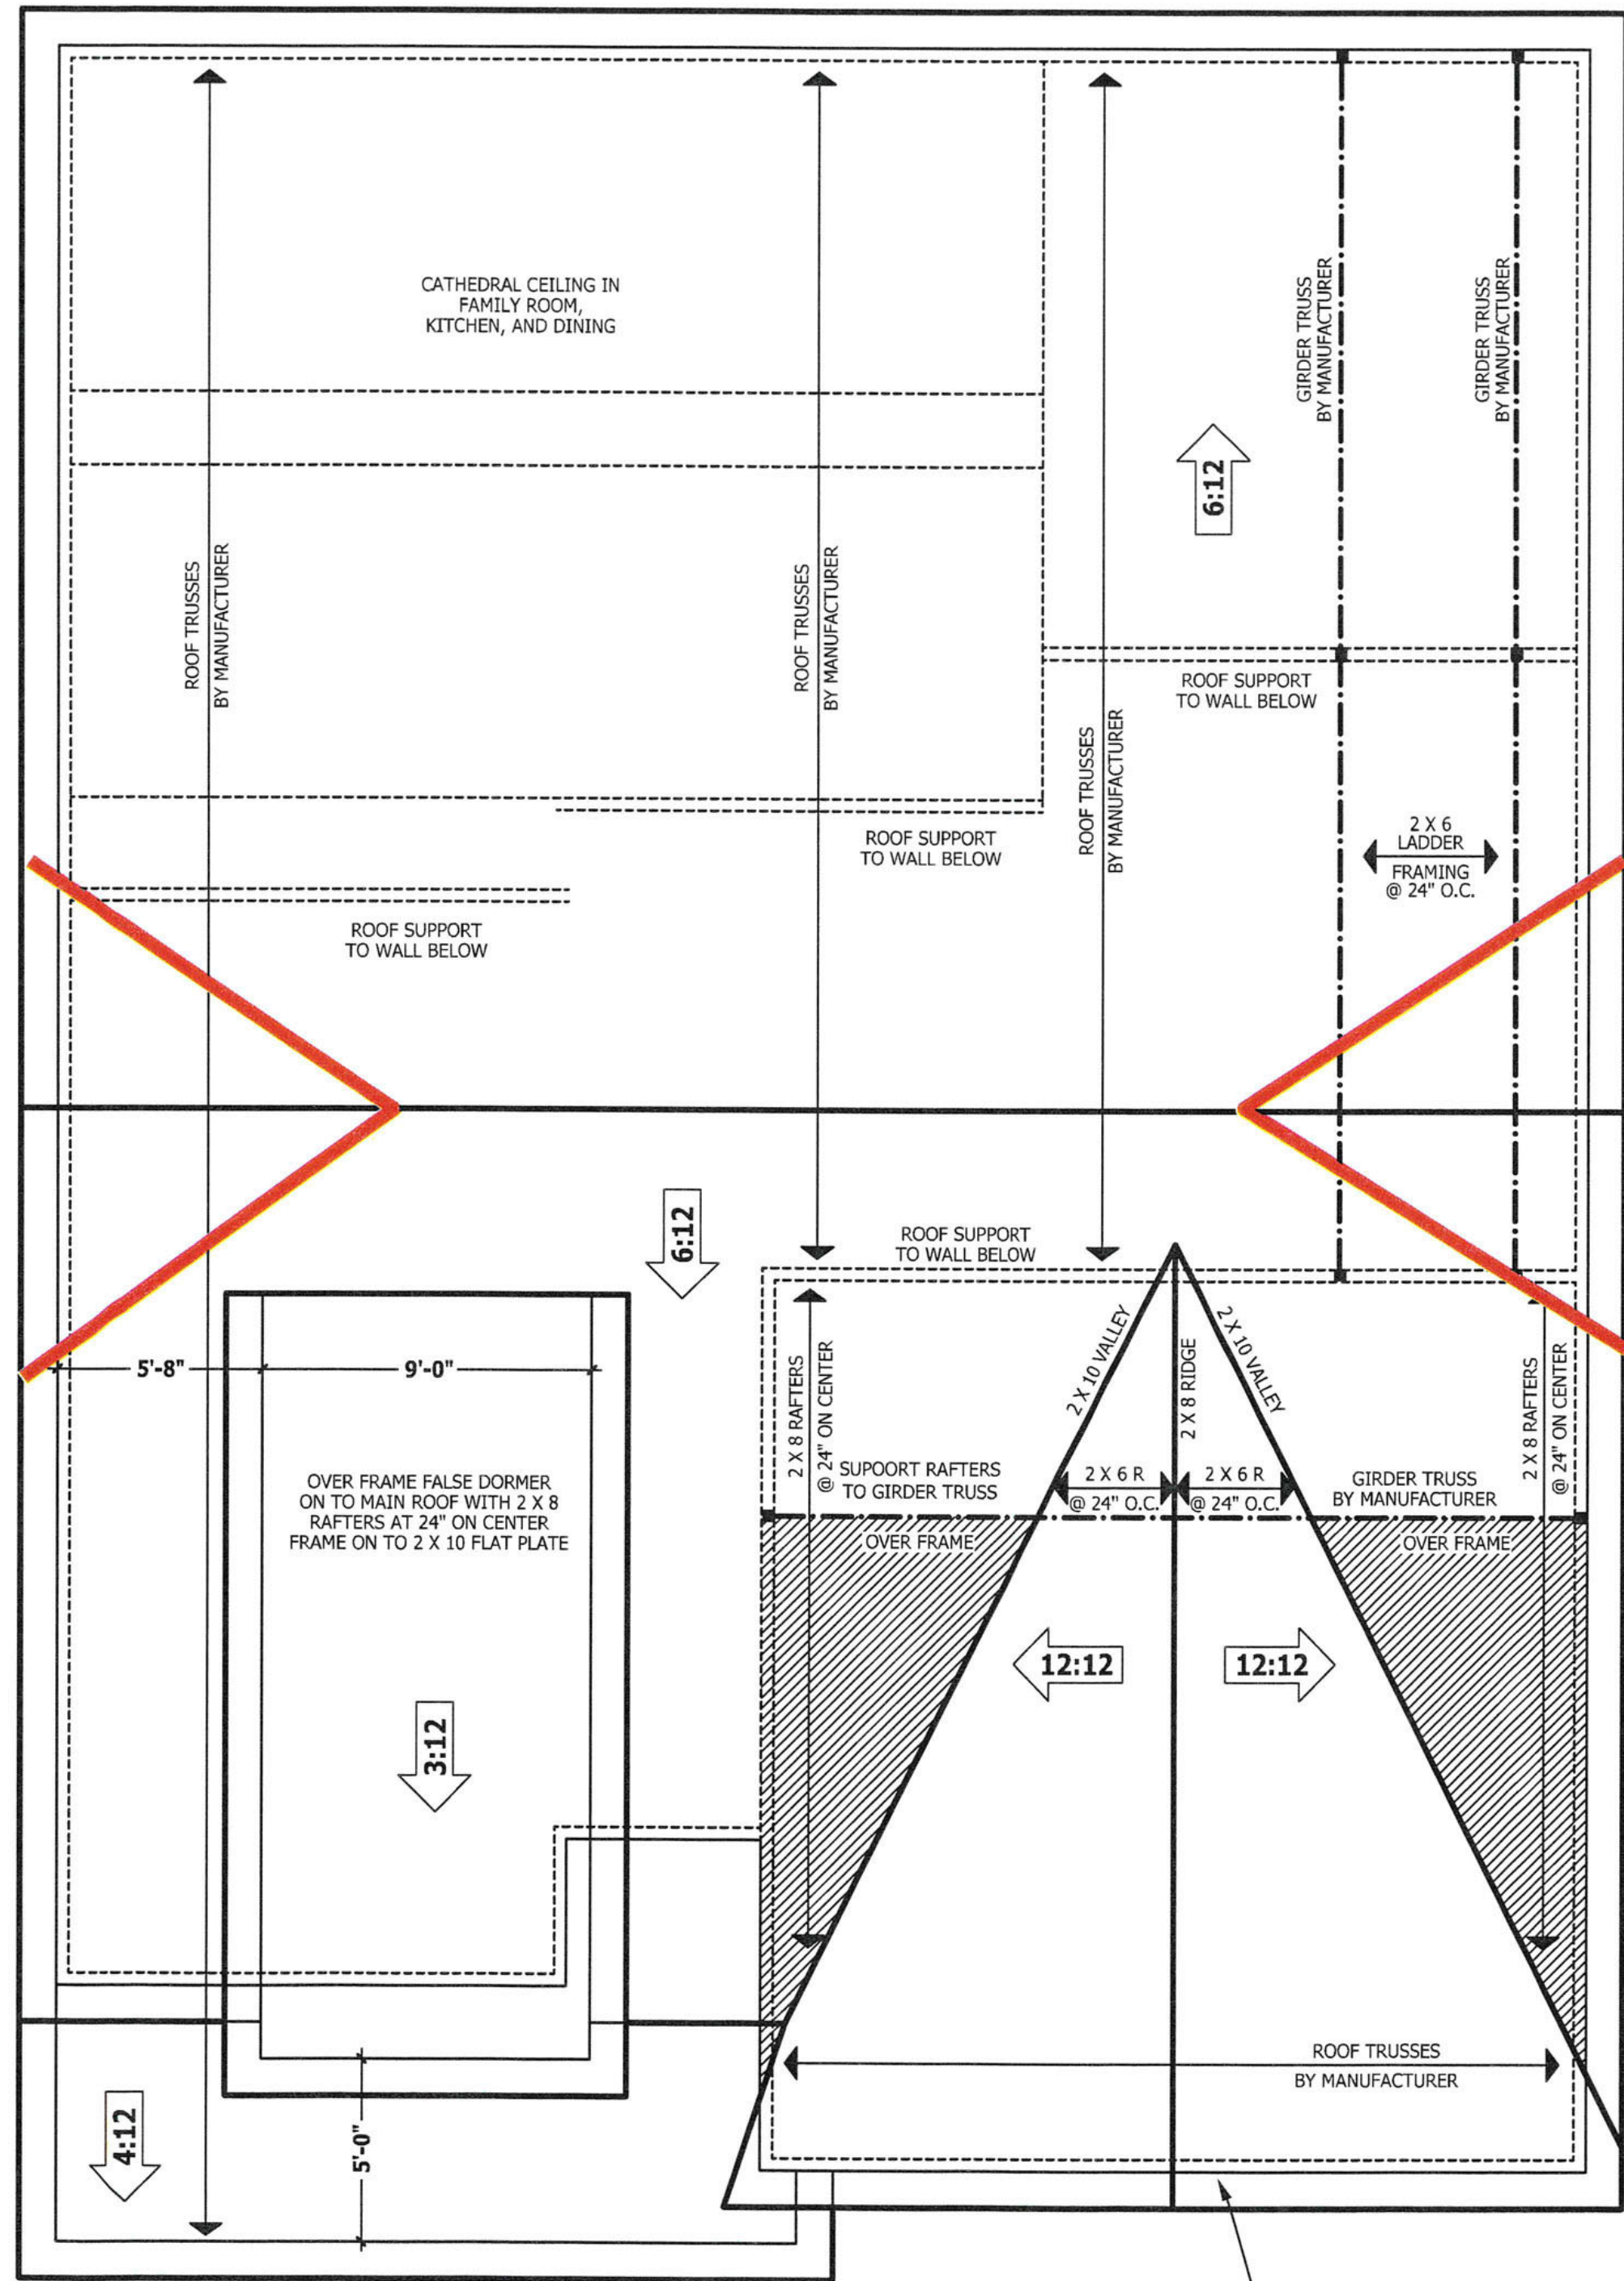 CATHEDRAL CEILING IN
FAMILY ROOM,
KITCHEN, AND DINING
GIRDER TRUSS
BY MANUFACTURER
GIRDER TRUSS
BY MANUFACTURER
6:12
ROOF TRUSSES
BY MANUFACTURER
ROOF TRUSSES
BY MANUFACTURER
ROOF TRUSSES
BY MANUFACTURER
ROOF SUPPORT
TO WALL BELOW
ROOF SUPPORT
TO WALL BELOW
2 X 6
LADDER
FRAMING
@ 24" O.C.
ROOF SUPPORT
TO WALL BELOW
6:12
ROOF SUPPORT
TO WALL BELOW
5'-8"
9'-0"
2 X 8 RAFTERS
@ 24" ON CENTER
2 X 10 VALLEY
2 X 8 RIDGE
2 X 10 VALLEY
2 X 8 RAFTERS
@ 24" ON CENTER
OVER FRAME FALSE DORMER
ON TO MAIN ROOF WITH 2 X 8
RAFTERS AT 24" ON CENTER
FRAME ON TO 2 X 10 FLAT PLATE
SUPOORT RAFTERS
TO GIRDER TRUSS
2 X 6 R
@ 24" O.C.
2 X 6 R
@ 24" O.C.
GIRDER TRUSS
BY MANUFACTURER
OVER FRAME
OVER FRAME
12:12
12:12
3:12
ROOF TRUSSES
BY MANUFACTURER
4:12
5'-0"